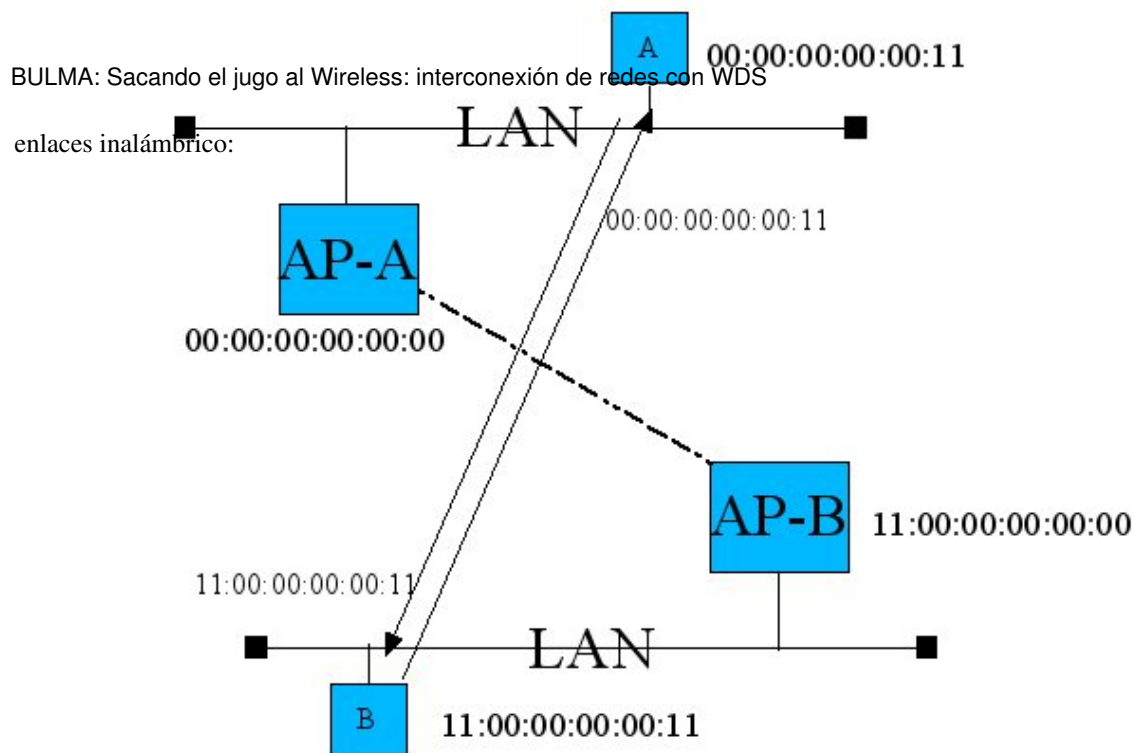 A
00:00:00:00:00:11
BULMA: Sacando el jugo al Wireless: interconexión de redes con WDS
LAN
enlaces inalámbrico:
00:00:00:00:00:11
AP-A
00:00:00:00:00:00
AP-B
11:00:00:00:00:00
11:00:00:00:00:11
LAN
B
11:00:00:00:00:11